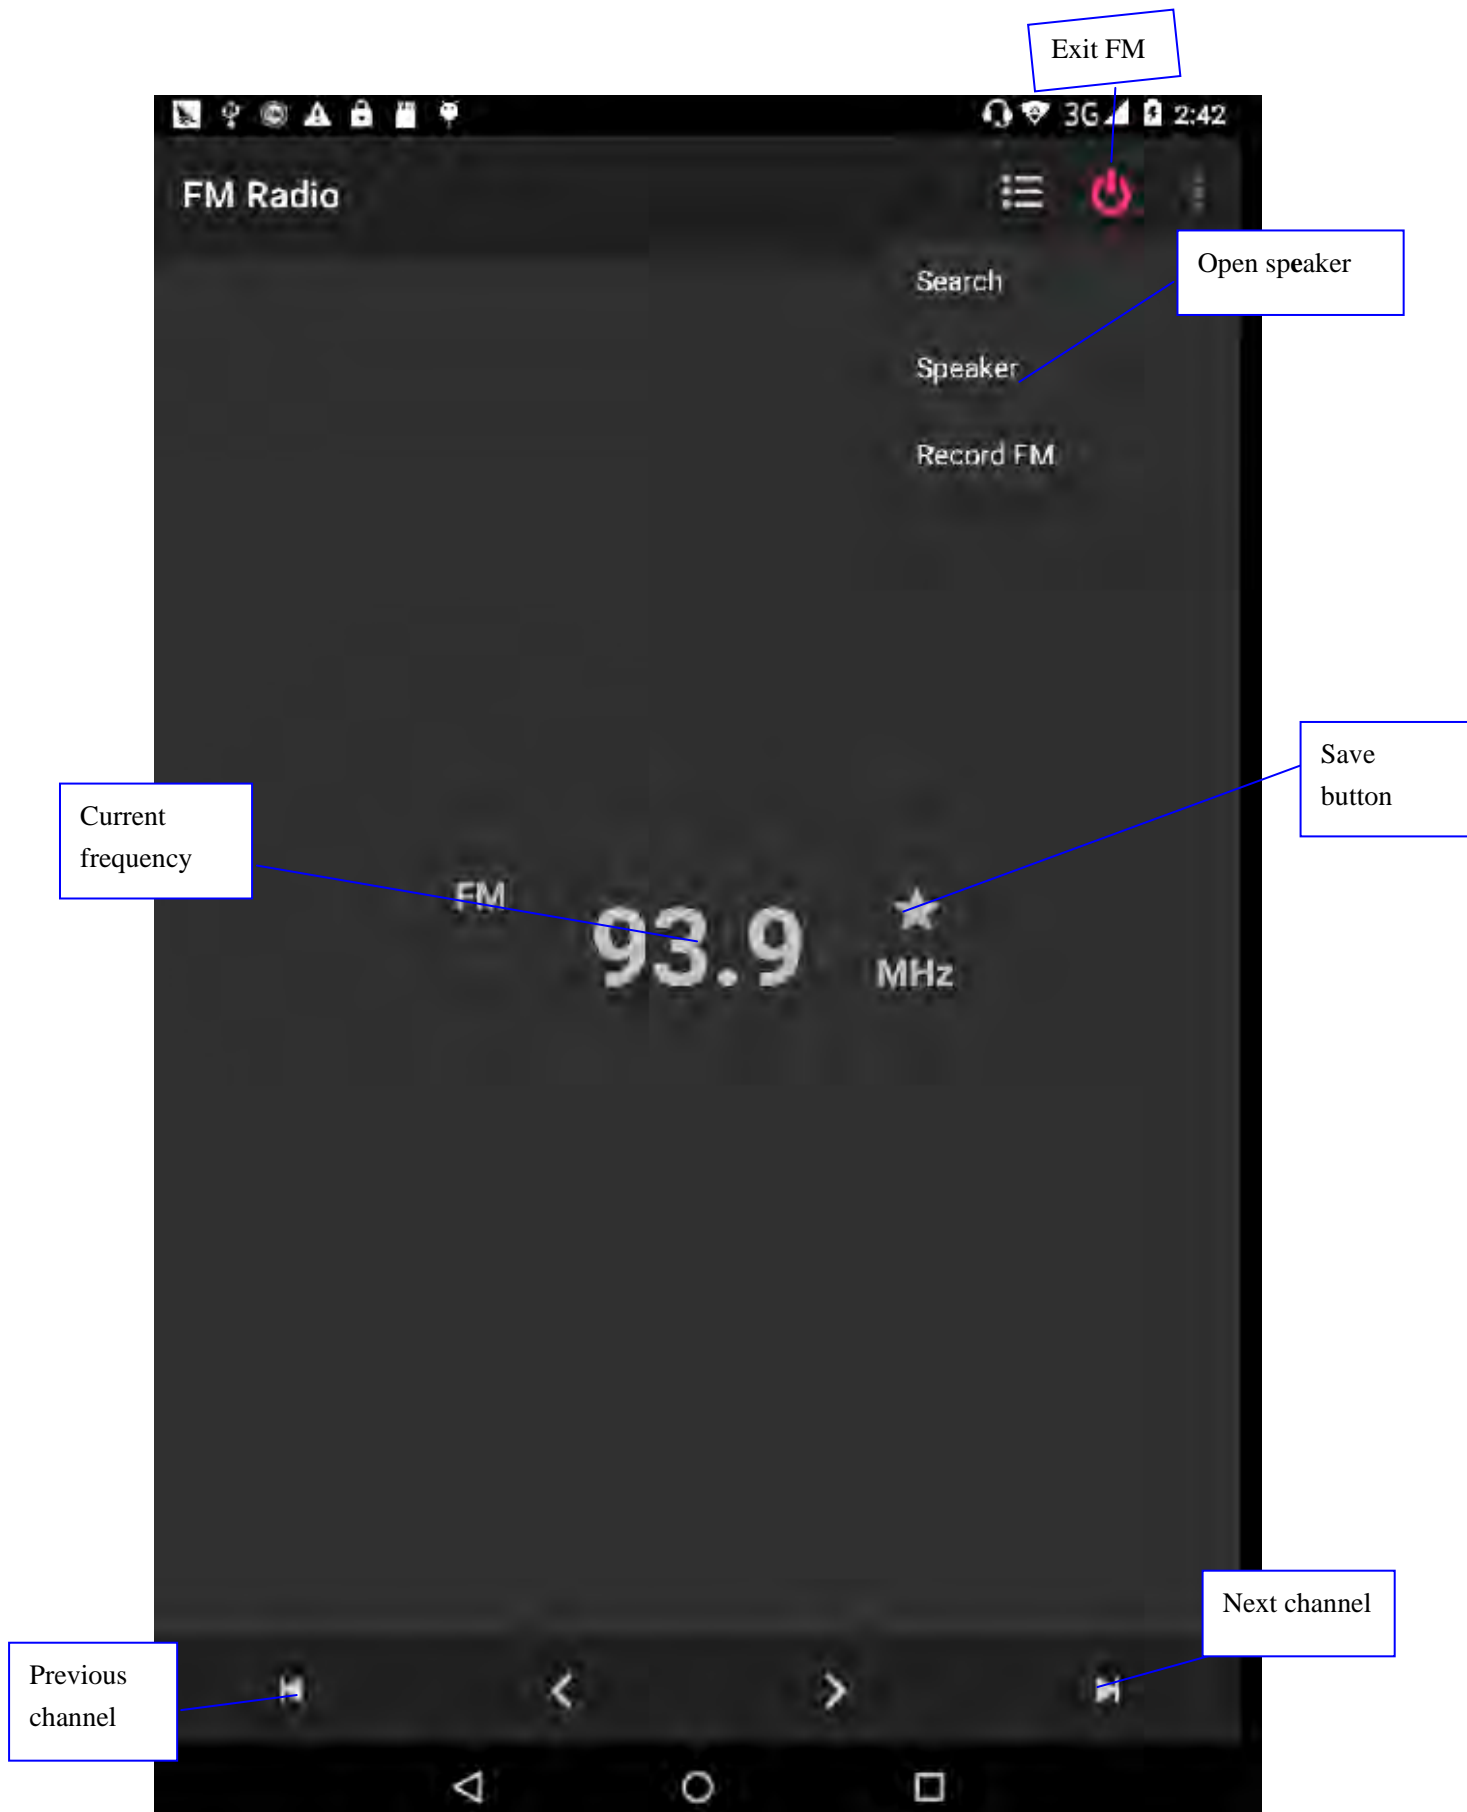 Exit FM
3G 2:42
FM Radio
Open speaker
Search
Speaker
Record FM
Save
button
Current
frequency
FM
93.9
MHz
Next channel
Previous
channel